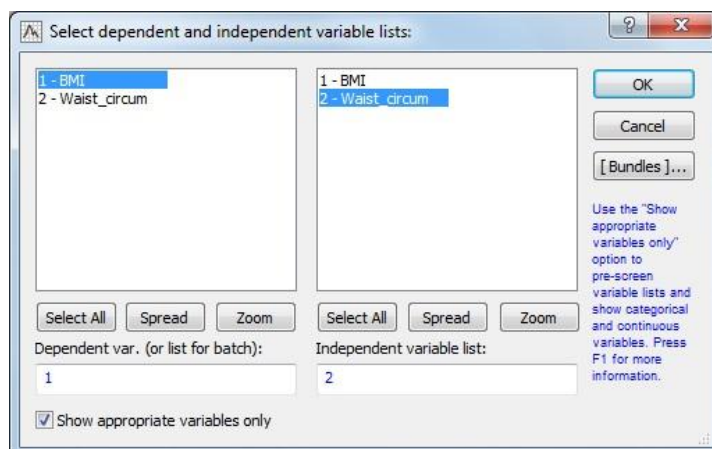 Select dependent and independent variable lists:
?
1 - BMI
2 - Waist_circum
1 - BMI
2 - Waist_circum
OK
Cancel
[ Bundles ]...
Use the "Show
appropriate
variables only"
option to
pre-screen
variable lists and
show categorical
and continuous
variables. Press
F1 for more
information.
Select All
Spread
Zoom
Select All
Spread
Zoom
Dependent var. (or list for batch):
Independent variable list:
1
2
Show appropriate variables only